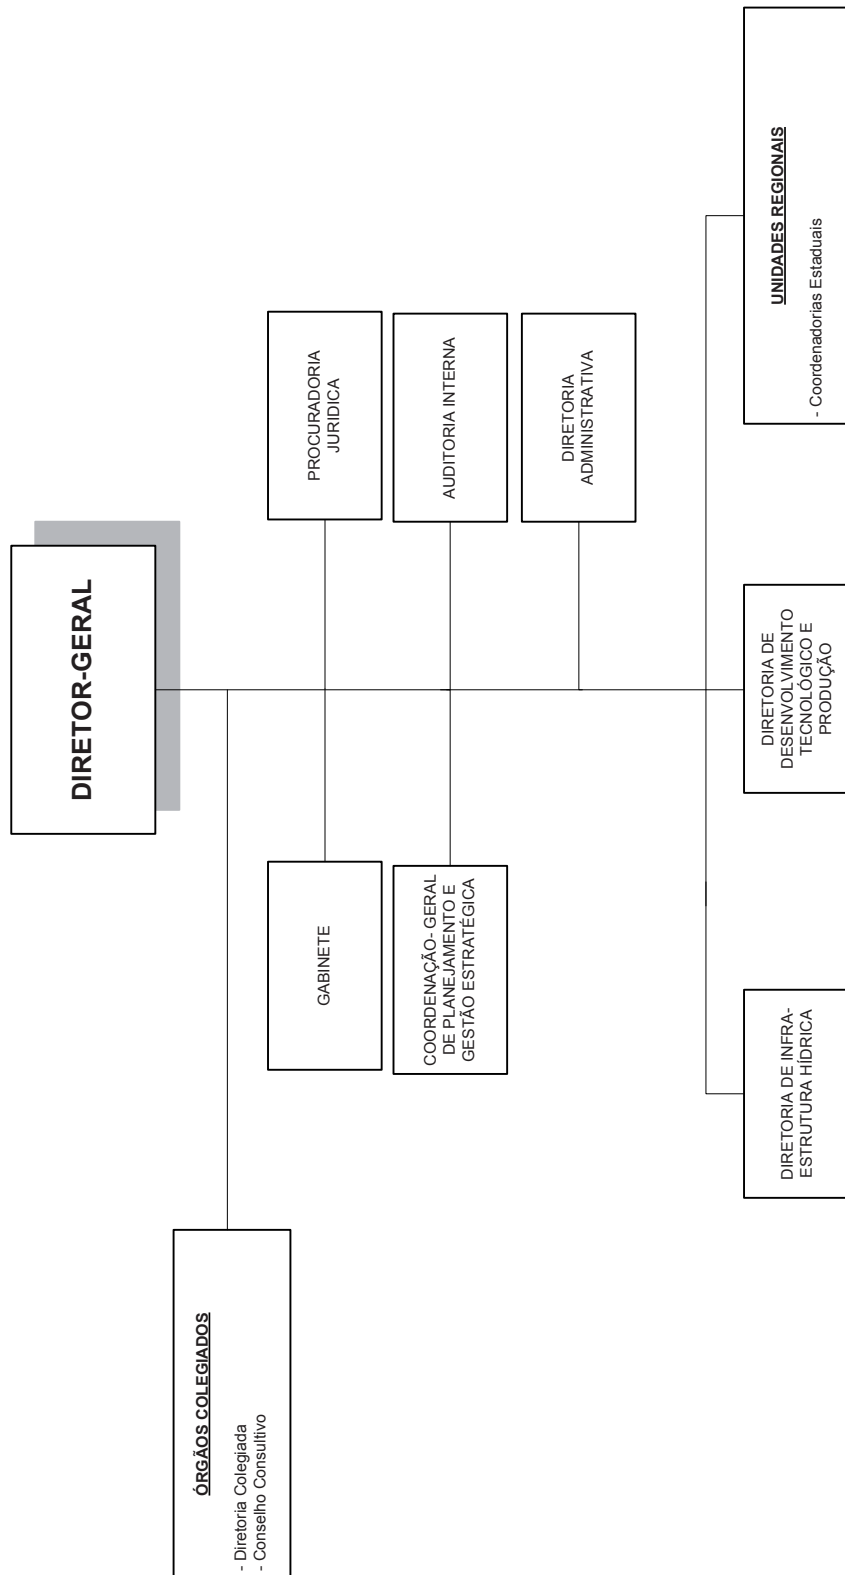 DIRETOR-GERAL
ÓRGÃOS COLEGIADOS
- Diretoria Colegiada
- Conselho Consultivo
GABINETE
PROCURADORIA
JURIDICA
COORDENAÇÃO- GERAL
DE PLANEJAMENTO E
GESTÃO ESTRATÉGICA
AUDITORIA INTERNA
DIRETORIA
ADMINISTRATIVA
DIRETORIA DE INFRA-
ESTRUTURA HÍDRICA
DIRETORIA DE
DESENVOLVIMENTO
TECNOLÓGICO E
PRODUÇÃO
UNIDADES REGIONAIS
- Coordenadorias Estaduais